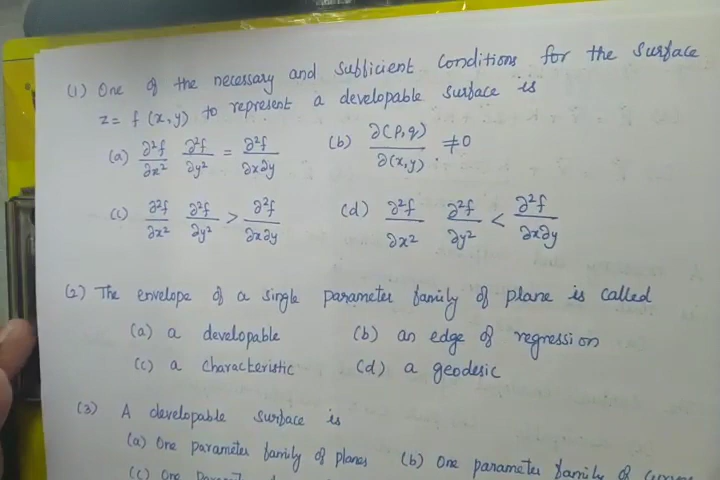 (1) One of the necessary and sufficient conditions for the surface
z = f (x,y) to represent a developable surface is
(a) ∂²f/∂x² ∂²f/∂y² = ∂²f/∂x∂y (b) ∂(p,q)/∂(x,y) ≠0
(c) ∂²f/∂x² ∂²f/∂y² > ∂²f/∂x∂y (d) ∂²f/∂x² ∂²f/∂y² < ∂²f/∂x∂y
(2) The envelope of a single parameter family of plane is called
(a) a developable (b) an edge of regression
(c) a characteristic (d) a geodesic
(3) A developable surface is
(a) One parameter family of planes (b) One parameter family of
(c) One